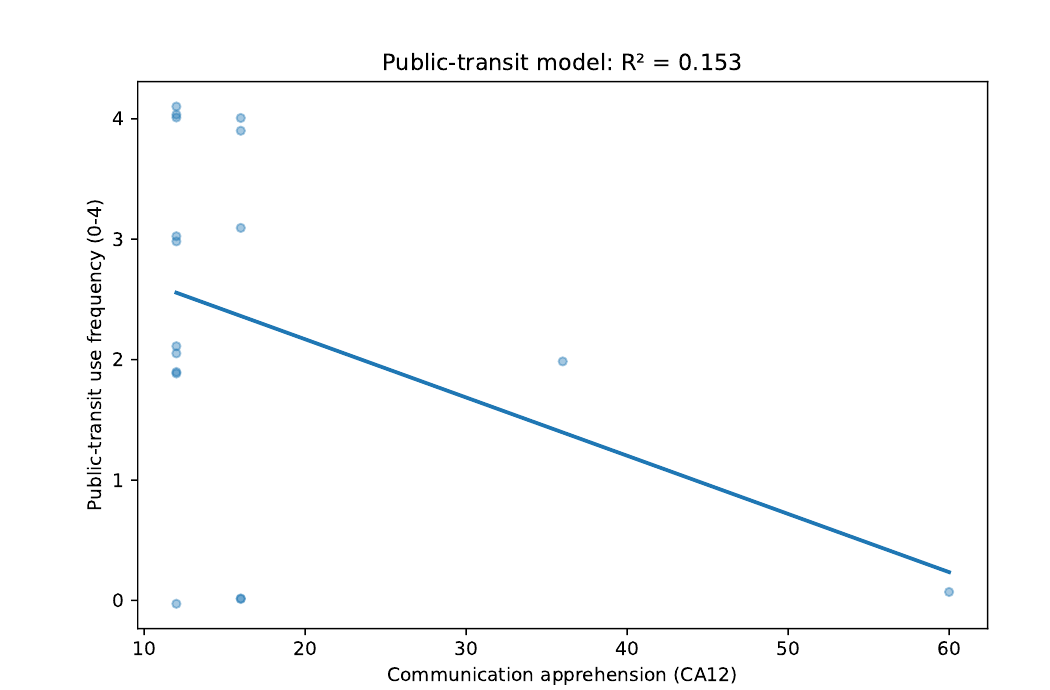 Public-transit model: R² = 0.153
Public-transit use frequency (0-4)
4
3
2
1
0
10 20 30 40 50 60
Communication apprehension (CA12)